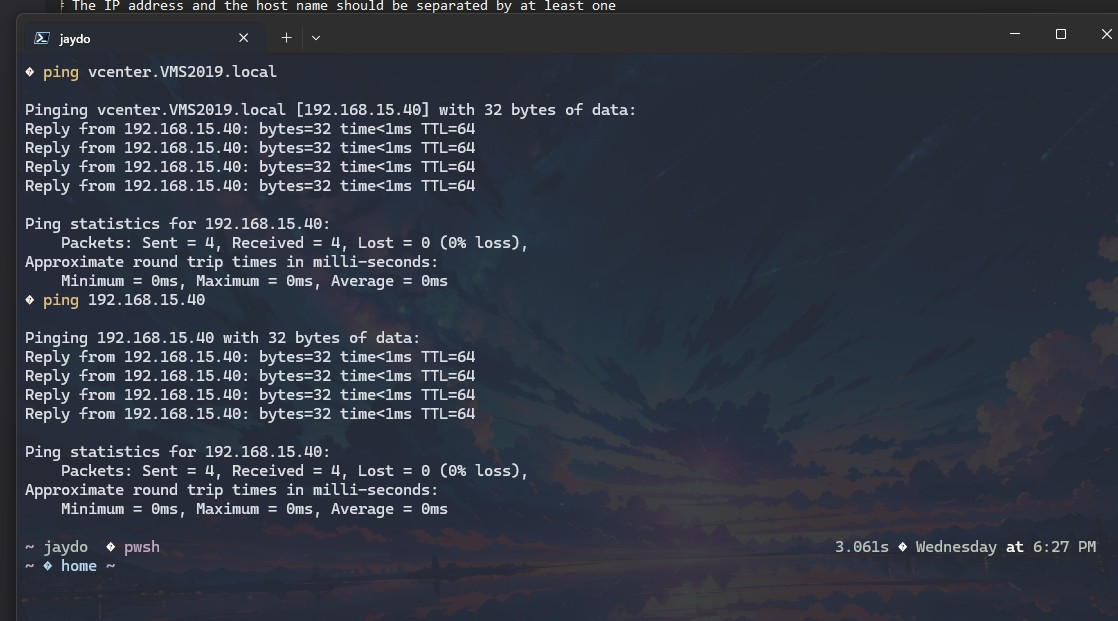 The IP address and the host name should be separated by at least one
jaydo
� ping vcenter.VMS2019.local
Pinging vcenter.VMS2019.local [192.168.15.40] with 32 bytes of data:
Reply from 192.168.15.40: bytes=32 time<1ms TTL=64
Reply from 192.168.15.40: bytes=32 time<1ms TTL=64
Reply from 192.168.15.40: bytes=32 time<1ms TTL=64
Reply from 192.168.15.40: bytes=32 time<1ms TTL=64
Ping statistics for 192.168.15.40:
Packets: Sent = 4, Received = 4, Lost = 0 (0% loss),
Approximate round trip times in milli-seconds:
Minimum = 0ms, Maximum = 0ms, Average = 0ms
� ping 192.168.15.40
Pinging 192.168.15.40 with 32 bytes of data:
Reply from 192.168.15.40: bytes=32 time<1ms TTL=64
Reply from 192.168.15.40: bytes=32 time<1ms TTL=64
Reply from 192.168.15.40: bytes=32 time<1ms TTL=64
Reply from 192.168.15.40: bytes=32 time<1ms TTL=64
Ping statistics for 192.168.15.40:
Packets: Sent = 4, Received = 4, Lost = 0 (0% loss),
Approximate round trip times in milli-seconds:
Minimum = 0ms, Maximum = 0ms, Average = 0ms
~ jaydo � pwsh 3.061s � Wednesday at 6:27 PM
~ � home ~